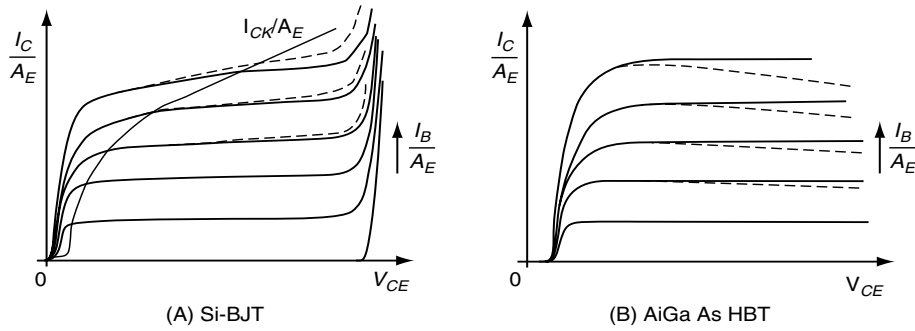 I_C/A_E
I_CK/A_E
I_B/A_E
0
V_CE
(A) Si-BJT
I_C/A_E
I_B/A_E
0
V_CE
(B) AiGa As HBT